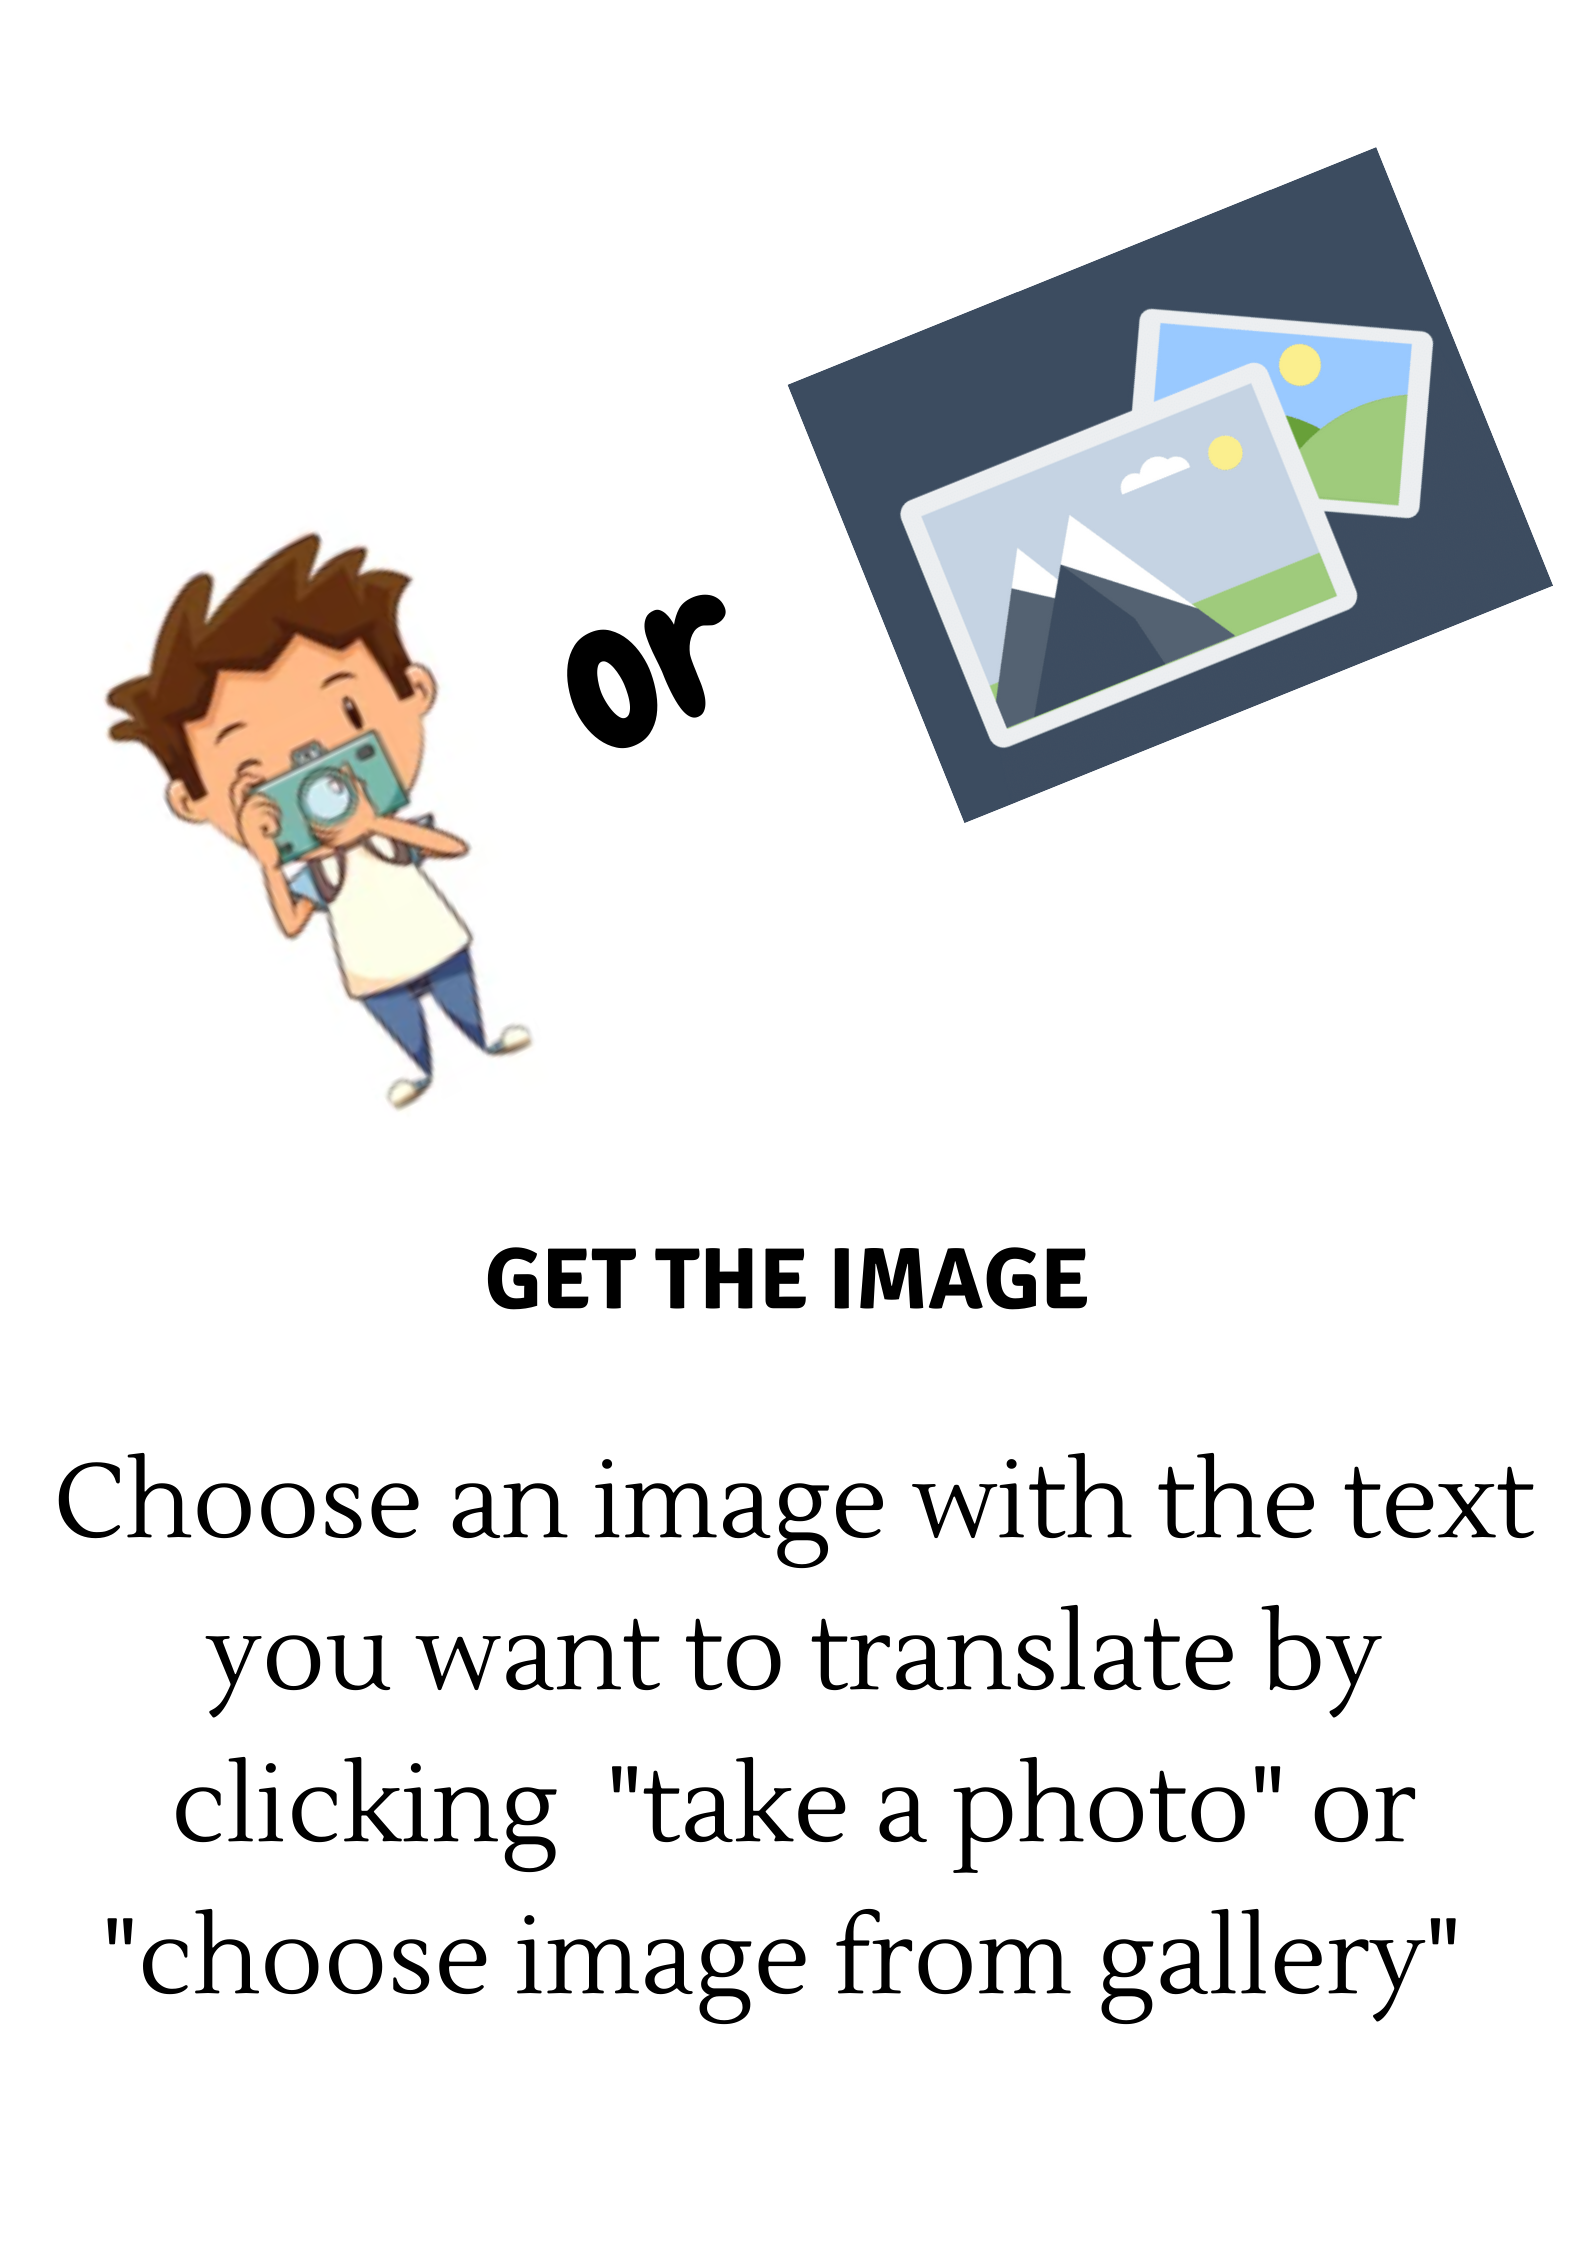 or
GET THE IMAGE
Choose an image with the text
you want to translate by
clicking  "take a photo" or
"choose image from gallery"